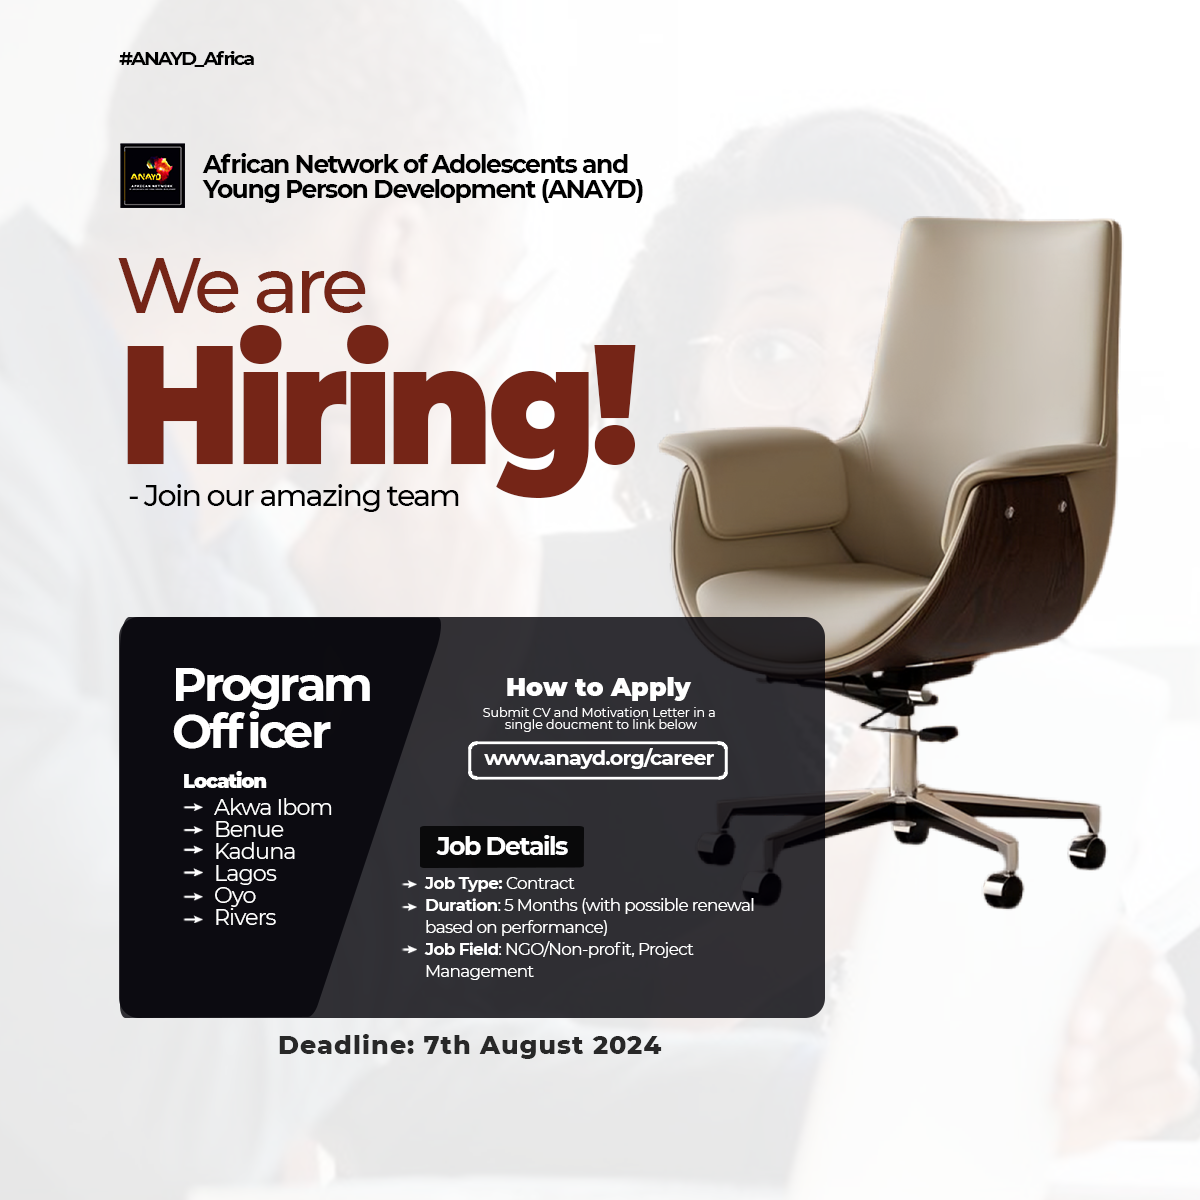 #ANAYD_Africa
ANAYD
AFRICAN NETWORK
African Network of Adolescents and
Young Person Development (ANAYD)
We are
Hiring!
- Join our amazing team
Program
Officer
Location
Akwa Ibom
Benue
Kaduna
Lagos
Oyo
Rivers
How to Apply
Submit CV and Motivation Letter in a
single doucment to link below
www.anayd.org/career
Job Details
Job Type: Contract
Duration: 5 Months (with possible renewal
based on performance)
Job Field: NGO/Non-profit, Project
Management
Deadline: 7th August 2024